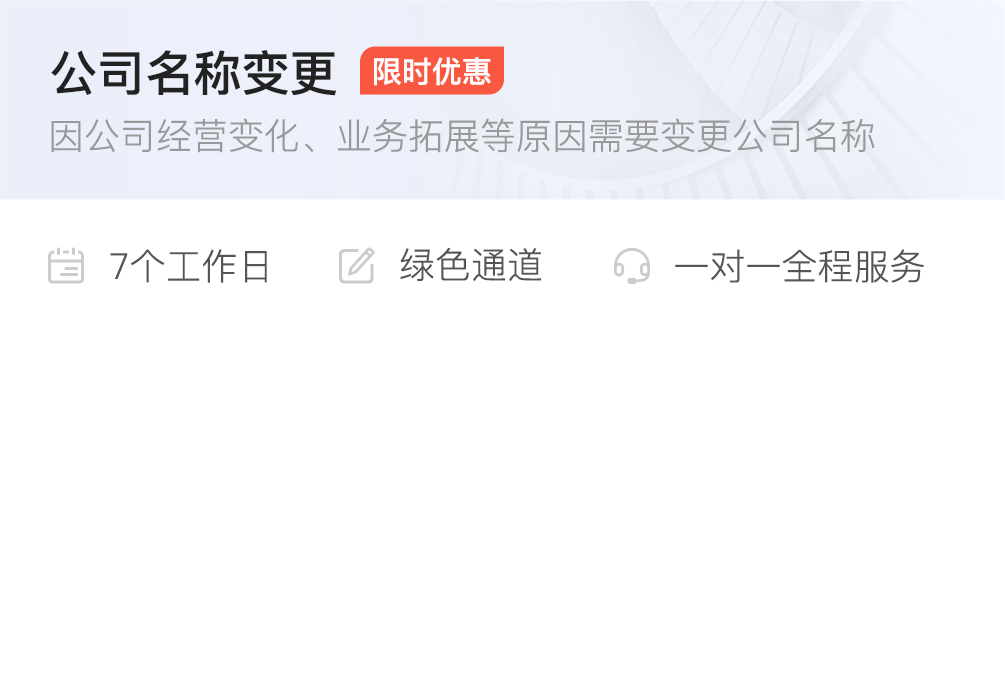 公司名称变更 限时优惠
因公司经营变化、业务拓展等原因需要变更公司名称
7个工作日 绿色通道 一对一全程服务